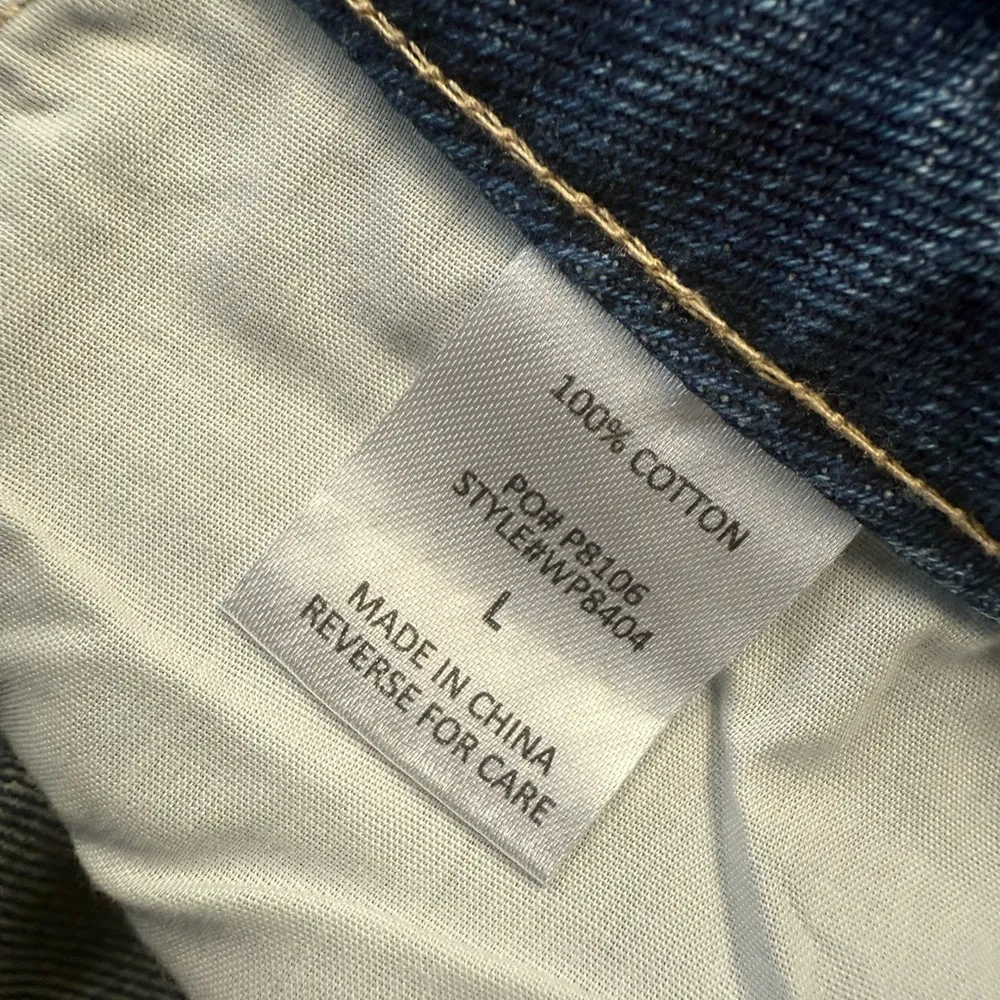 100% COTTON
PO# P8106
STYLE#WP8404
L
MADE IN CHINA
REVERSE FOR CARE